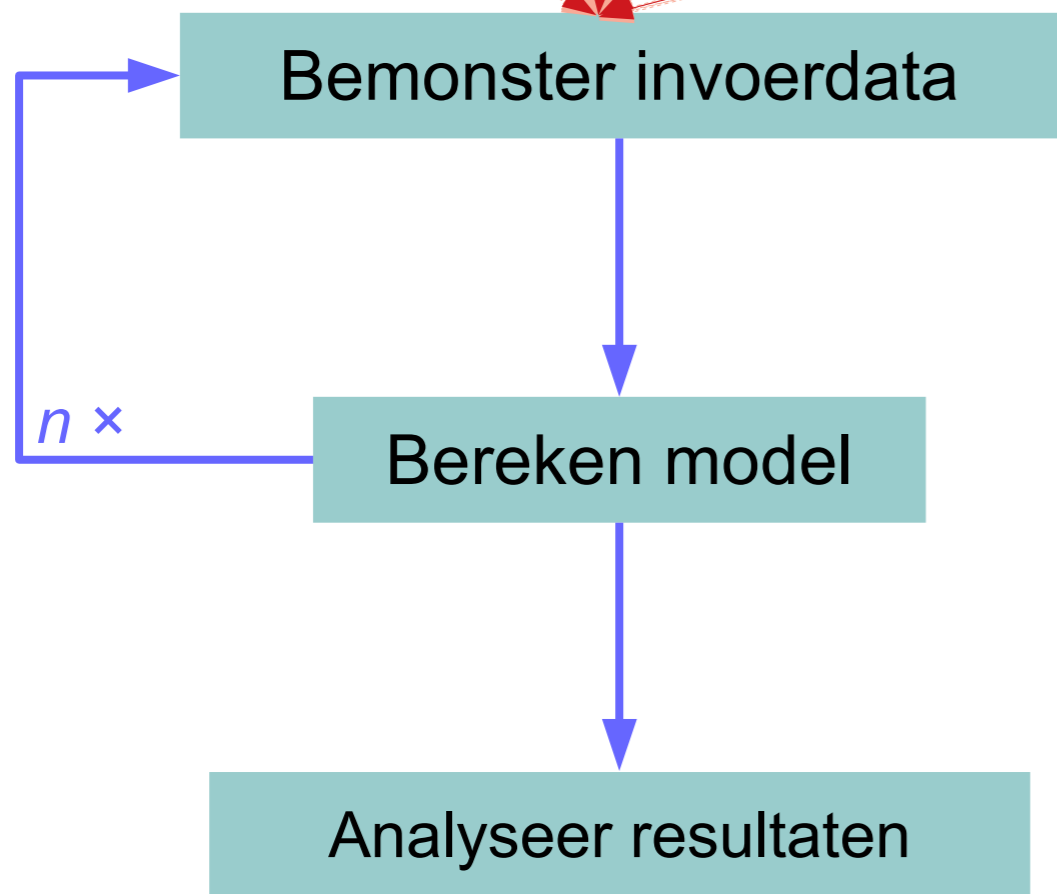 Bemonster invoerdata
n ×
Bereken model
Analyseer resultaten